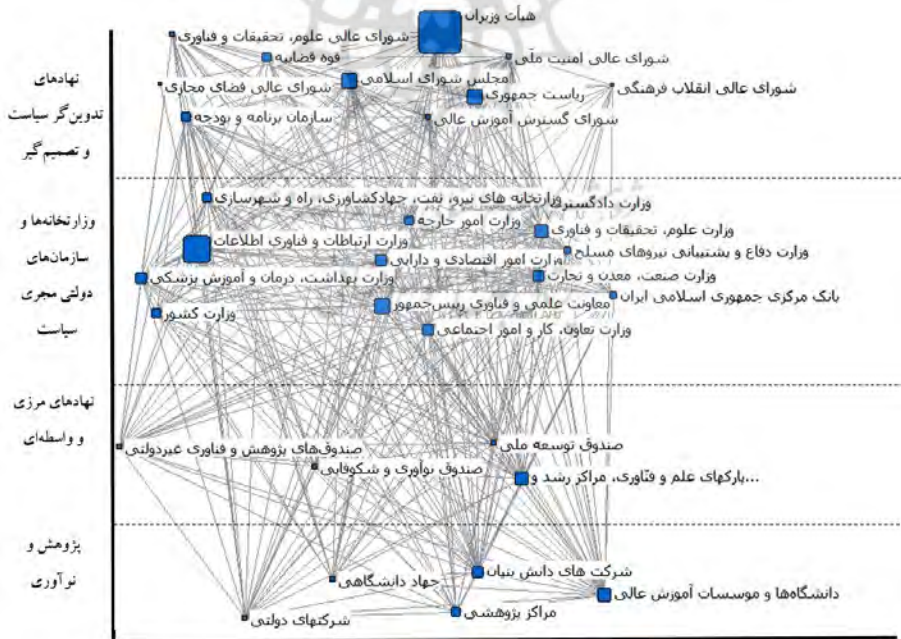 هیأت وزیران
شورای عالی علوم، تحقیقات و فناوری
قوه قضاییه
شورای عالی امنیت ملّی
مجلس شورای اسلامی
شورای عالی فضای مجازی
ریاست جمهوری
شورای عالی انقلاب فرهنگی
سازمان برنامه و بودجه
شورای گسترش آموزش عالی
نهادهای
تدوین‌گر سیاست
و تصمیم‌گیر
وزارتخانه های نیرو، نفت، جهادکشاورزی، راه و شهرسازی
وزارت دادگستری
وزارت امور خارجه
وزارت علوم، تحقیقات و فناوری
وزارت ارتباطات و فناوری اطلاعات
وزارت دفاع و پشتیبانی نیروهای مسلح
وزارت امور اقتصادی و دارایی
وزارت بهداشت، درمان و آموزش پزشکی
وزارت صنعت، معدن و تجارت
بانک مرکزی جمهوری اسلامی ایران
معاونت علمی و فناوری رییس‌جمهور
وزارت کشور
وزارت تعاون، کار و امور اجتماعی
وزارتخانه‌ها و
سازمان‌های
دولتی مجری
سیاست
نهادهای مرزی
و واسطه‌ای
صندوق توسعه ملی
صندوق‌های پژوهش و فناوری غیردولتی
صندوق نوآوری و شکوفایی
پارکهای علم و فنّاوری، مراکز رشد و...
پژوهش و
نوآوری
شرکت های دانش بنیان
جهاد دانشگاهی
دانشگاه‌ها و موسسات آموزش عالی
مراکز پژوهشی
شرکتهای دولتی